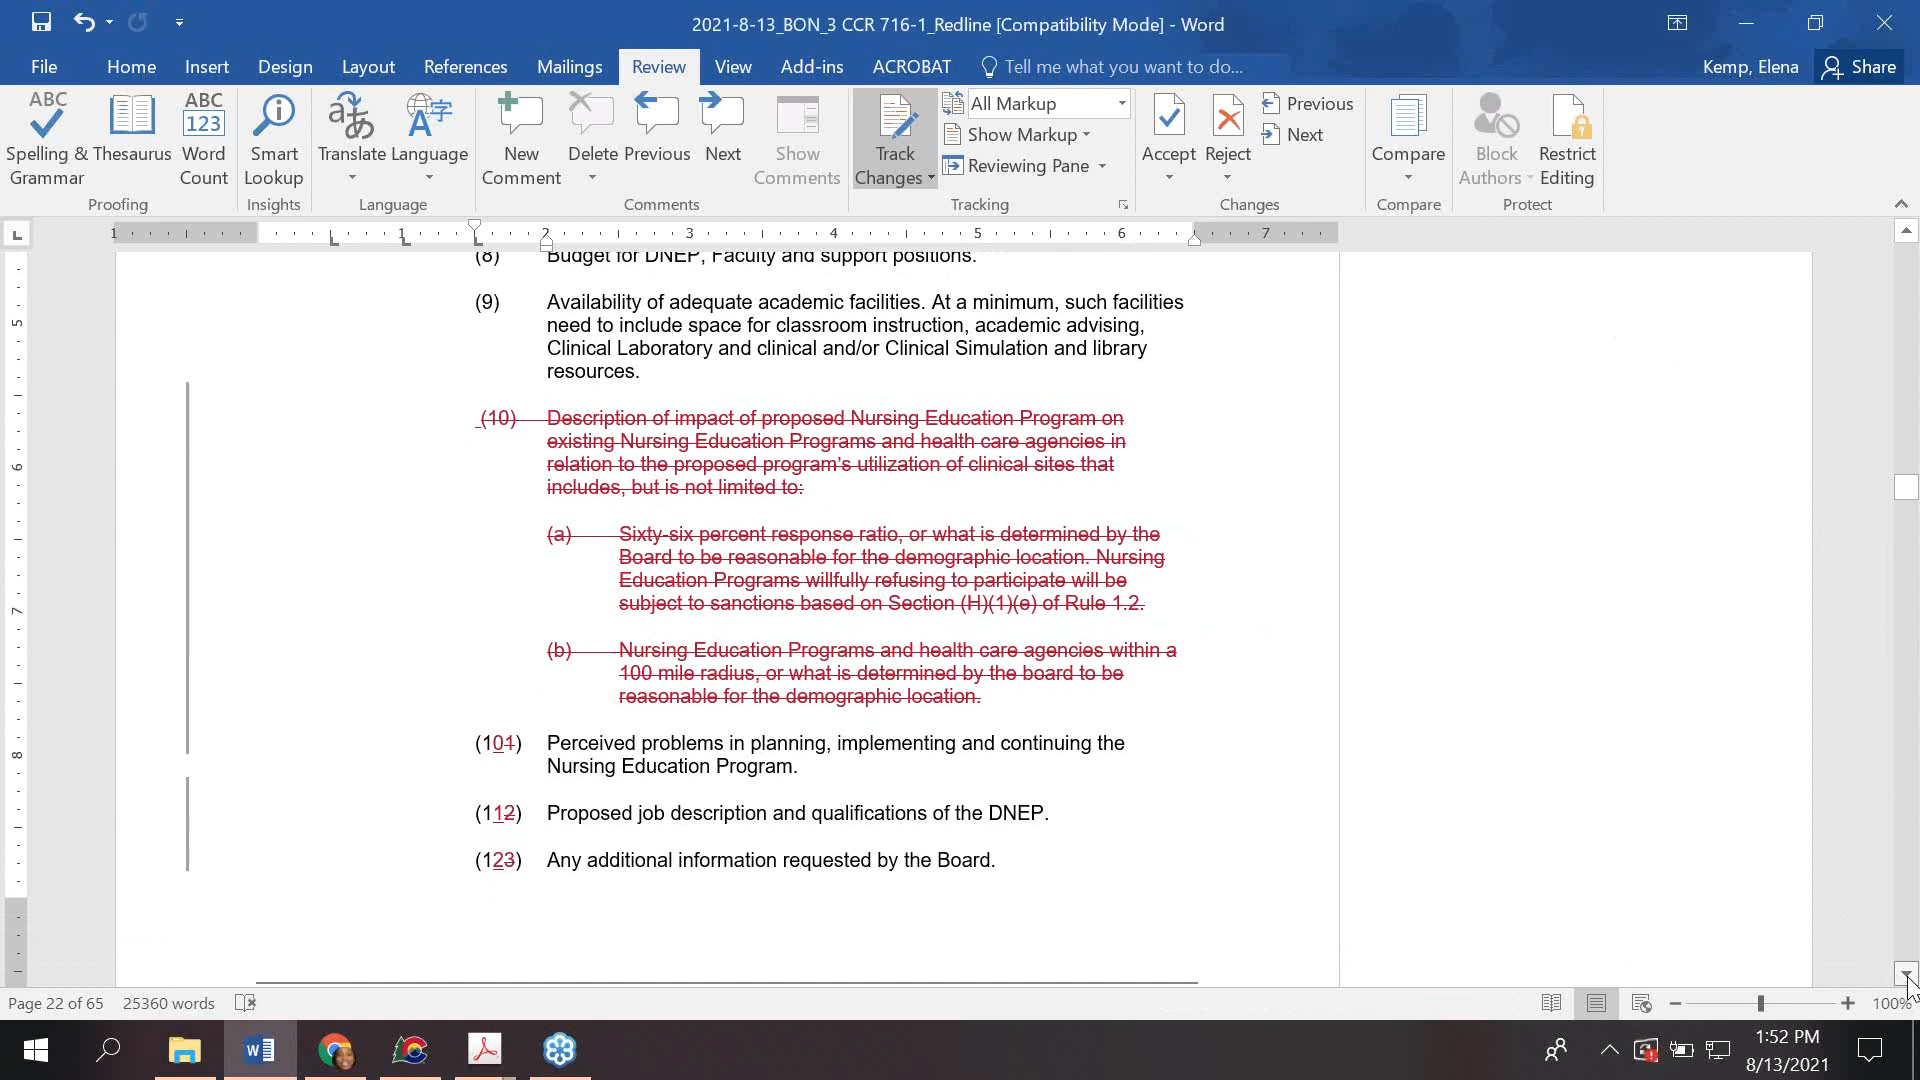 2021-8-13_BON_3 CCR 716-1_Redline [Compatibility Mode] - Word
File Home Insert Design Layout References Mailings Review View Add-ins ACROBAT Tell me what you want to do... Kemp, Elena Share
ABC
ABC
123
Spelling &
Grammar
Thesaurus
Word
Count
Proofing
Smart
Lookup
Insights
Translate
Language
Language
New
Comment
Delete
Previous
Next
Show
Comments
Comments
Track
Changes
All Markup
Show Markup
Reviewing Pane
Tracking
Accept
Reject
Previous
Next
Changes
Compare
Compare
Block
Authors
Restrict
Editing
Protect
1 1 2 3 4 5 6 7
5
6
7
8
(8) Budget for DNEP, Faculty and support positions.
(9) Availability of adequate academic facilities. At a minimum, such facilities
need to include space for classroom instruction, academic advising,
Clinical Laboratory and clinical and/or Clinical Simulation and library
resources.
(10) Description of impact of proposed Nursing Education Program on
existing Nursing Education Programs and health care agencies in
relation to the proposed program's utilization of clinical sites that
includes, but is not limited to:
(a) Sixty-six percent response ratio, or what is determined by the
Board to be reasonable for the demographic location. Nursing
Education Programs willfully refusing to participate will be
subject to sanctions based on Section (H)(1)(e) of Rule 1.2.
(b) Nursing Education Programs and health care agencies within a
100 mile radius, or what is determined by the board to be
reasonable for the demographic location.
(101) Perceived problems in planning, implementing and continuing the
Nursing Education Program.
(112) Proposed job description and qualifications of the DNEP.
(123) Any additional information requested by the Board.
Page 22 of 65 25360 words
100%
1:52 PM
8/13/2021